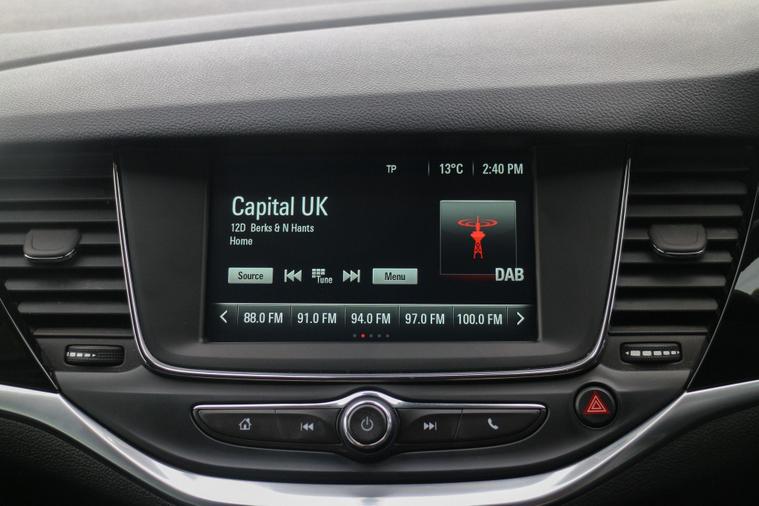 TP 13°C 2:40 PM
Capital UK
12D Berks & N Hants
Home
Source Tune Menu
DAB
88.0 FM 91.0 FM 94.0 FM 97.0 FM 100.0 FM